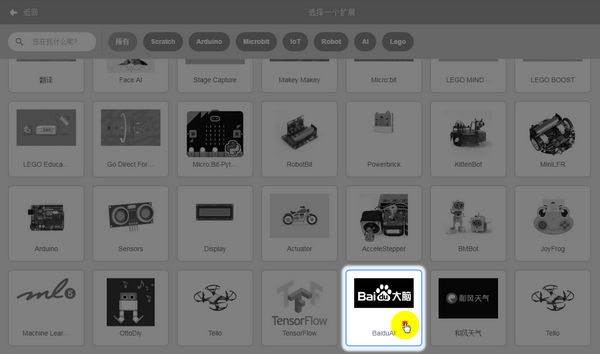 返回
选择一个扩展
您在找什么呢?
所有 Scratch Arduino Microbit IoT Robot AI Lego
翻译 Face AI Stage Capture Makey Makey Micro:bit LEGO MIND... LEGO BOOST
LEGO Educa... Go Direct For... Micro:Bit-Pyt... RobotBit Powerbrick KittenBot MiniLFR
Arduino Sensors Display Actuator AcceleStepper BMBot JoyFrog
ml5
TensorFlow
Bai du 大脑
和风天气
Machine Lear... OttoDiy Tello TensorFlow BaiduAI 和风天气 Tello